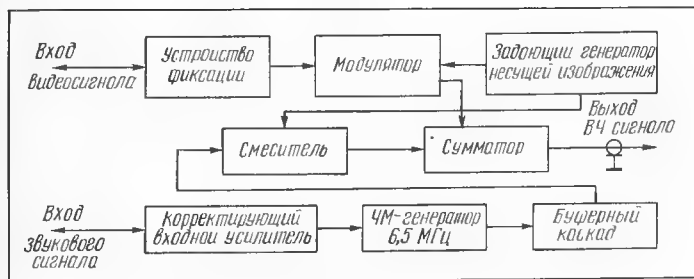 Вход
видеосигнала
Устройство
фиксации
Модулятор
Задающий генератор
несущей изображения
Выход
ВЧ сигнала
Смеситель
Сумматор
Вход
звукового
сигнала
Корректирующий
входной усилитель
ЧМ-генератор
6,5 МГц
Буферный
каскад